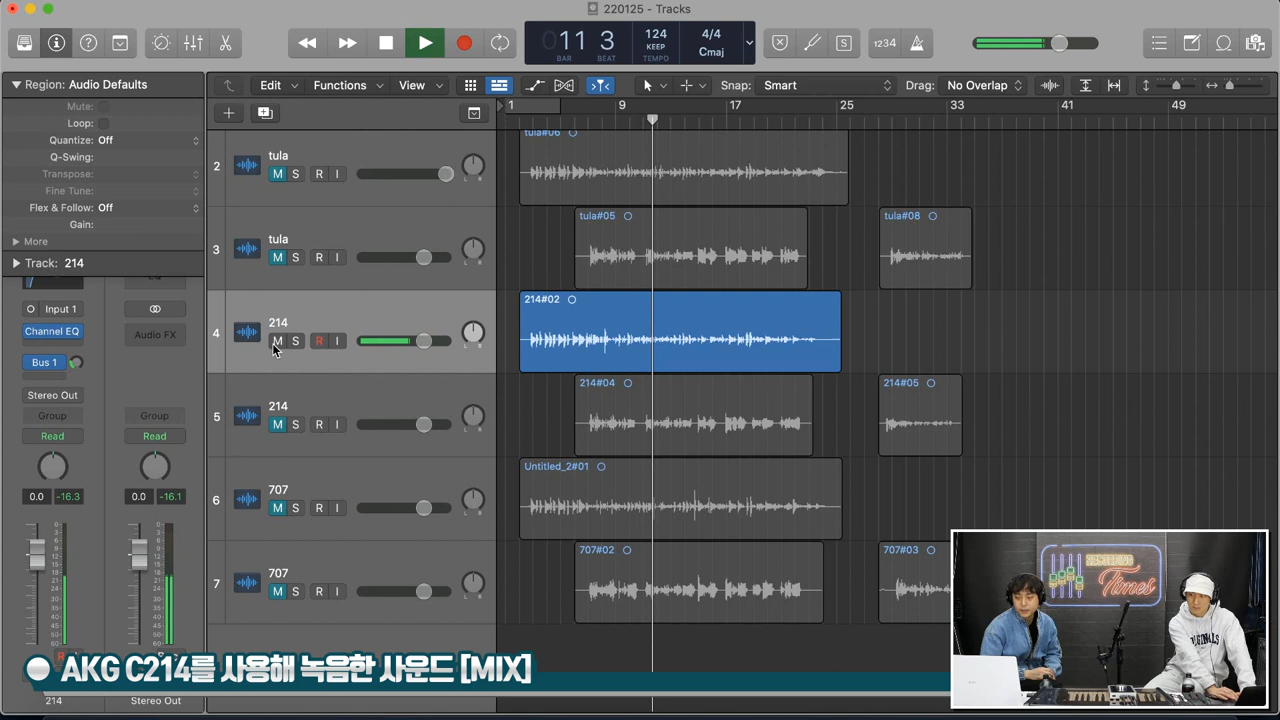 220125 - Tracks
11 3
BAR BEAT
124
KEEP
TEMPO
4/4
Cmaj
S
1234
Region: Audio Defaults
Mute:
Loop:
Quantize: Off
Q-Swing:
Transpose:
Fine Tune:
Flex & Follow: Off
Gain:
More
Track: 214
Input 1
Channel EQ
Audio FX
Bus 1
Stereo Out
Group Group
Read Read
0.0 -16.3 0.0 -16.1
214 Stereo Out
Edit Functions View Snap: Smart Drag: No Overlap
1 9 17 25 33 41 49
2 tula M S R I
tula#06
3 tula M S R I
tula#05 tula#08
4 214 M S R I
214#02
5 214 M S R I
214#04 214#05
6 707 M S R I
Untitled_2#01
7 707 M S R I
707#02 707#03
Times
AKG C214를 사용해 녹음한 사운드 [MIX]